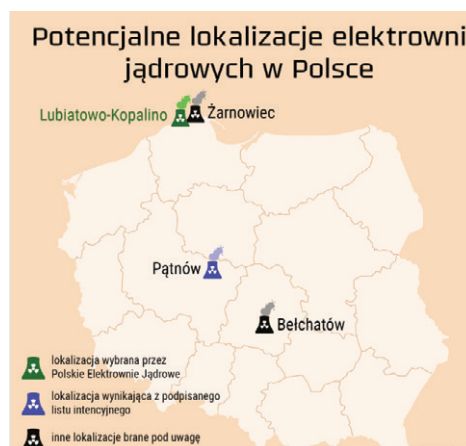 Potencjalne lokalizacje elektrowni
jądrowych w Polsce
Lubiatowo-Kopalino
Żarnowiec
Pątnów
Bełchatów
lokalizacja wybrana przez
Polskie Elektrownie Jądrowe
lokalizacja wynikająca z podpisanego
listu intencyjnego
inne lokalizacje brane pod uwagę